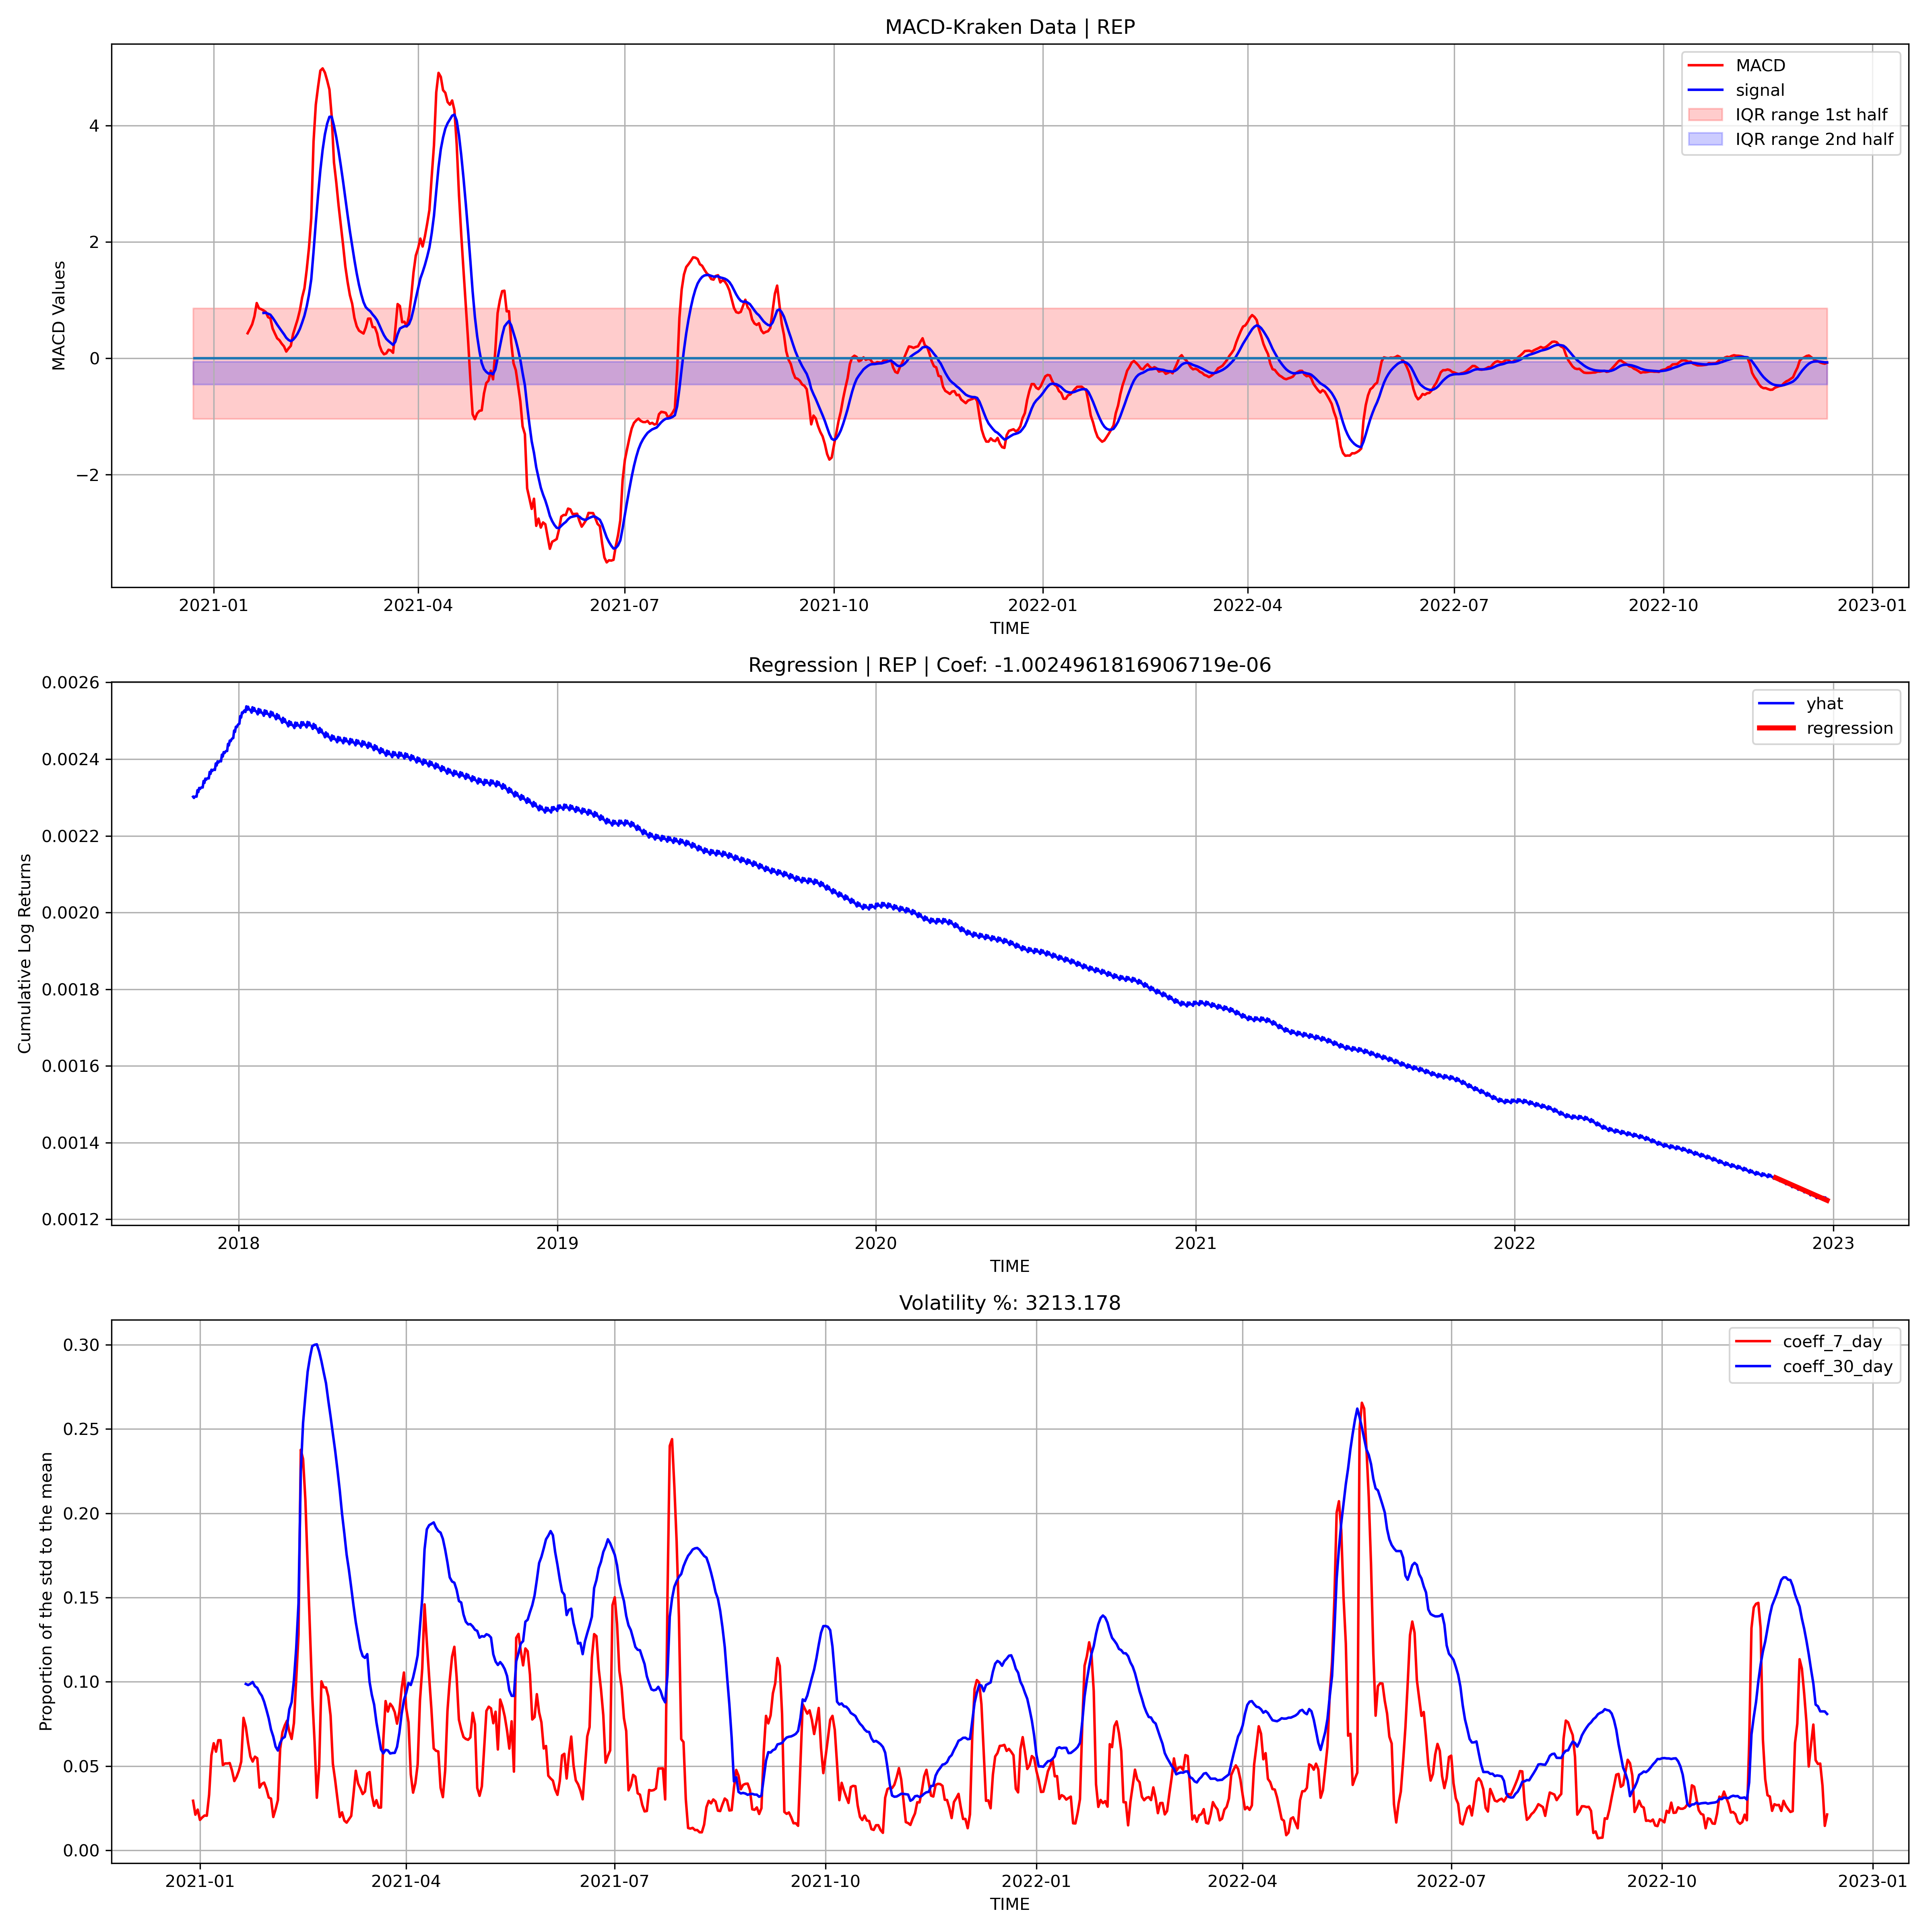 MACD-Kraken Data | REP
MACD
signal
IQR range 1st half
IQR range 2nd half
MACD Values
4
2
0
−2
2021-01
2021-04
2021-07
2021-10
2022-01
2022-04
2022-07
2022-10
2023-01
TIME
Regression | REP | Coef: -1.0024961816906719e-06
yhat
regression
Cumulative Log Returns
0.0026
0.0024
0.0022
0.0020
0.0018
0.0016
0.0014
0.0012
2018
2019
2020
2021
2022
2023
TIME
Volatility %: 3213.178
coeff_7_day
coeff_30_day
Proportion of the std to the mean
0.30
0.25
0.20
0.15
0.10
0.05
0.00
2021-01
2021-04
2021-07
2021-10
2022-01
2022-04
2022-07
2022-10
2023-01
TIME